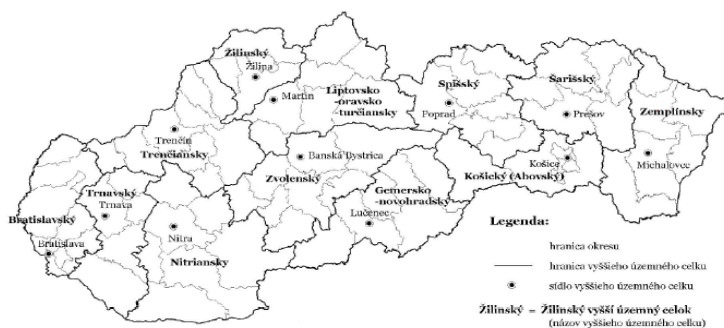 Žilinský
Žilina
Martin
Liptovsko
-oravsko
-turčiansky
Spišský
Poprad
Šarišský
Prešov
Zemplínsky
Michalovce
Trenčín
Trenčiansky
Banská Bystrica
Zvolenský
Gemersko
-novohradský
Lučenec
Košice
Košický (Abovský)
Trnavský
Trnava
Bratislavský
Bratislava
Nitra
Nitriansky
Legenda:
hranica okresu
hranica vyššieho územného celku
sídlo vyššieho územného celku
Žilinský = Žilinský vyšší územný celok
(názov vyššieho územného celku)